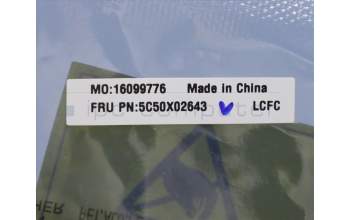 MO:16099776 Made in China
FRU PN:5C50X02643 LCFC